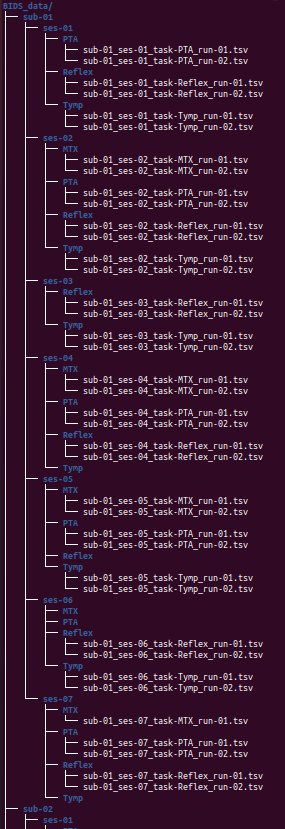 BIDS_data/
sub-01
ses-01
PTA
sub-01_ses-01_task-PTA_run-01.tsv
sub-01_ses-01_task-PTA_run-02.tsv
Reflex
sub-01_ses-01_task-Reflex_run-01.tsv
sub-01_ses-01_task-Reflex_run-02.tsv
Tymp
sub-01_ses-01_task-Tymp_run-01.tsv
sub-01_ses-01_task-Tymp_run-02.tsv
ses-02
MTX
sub-01_ses-02_task-MTX_run-01.tsv
sub-01_ses-02_task-MTX_run-02.tsv
PTA
sub-01_ses-02_task-PTA_run-01.tsv
sub-01_ses-02_task-PTA_run-02.tsv
Reflex
sub-01_ses-02_task-Reflex_run-01.tsv
sub-01_ses-02_task-Reflex_run-02.tsv
Tymp
sub-01_ses-02_task-Tymp_run-01.tsv
sub-01_ses-02_task-Tymp_run-02.tsv
ses-03
Reflex
sub-01_ses-03_task-Reflex_run-01.tsv
sub-01_ses-03_task-Reflex_run-02.tsv
Tymp
sub-01_ses-03_task-Tymp_run-01.tsv
sub-01_ses-03_task-Tymp_run-02.tsv
ses-04
MTX
sub-01_ses-04_task-MTX_run-01.tsv
sub-01_ses-04_task-MTX_run-02.tsv
PTA
sub-01_ses-04_task-PTA_run-01.tsv
sub-01_ses-04_task-PTA_run-02.tsv
Reflex
sub-01_ses-04_task-Reflex_run-01.tsv
sub-01_ses-04_task-Reflex_run-02.tsv
Tymp
ses-05
MTX
sub-01_ses-05_task-MTX_run-01.tsv
sub-01_ses-05_task-MTX_run-02.tsv
PTA
sub-01_ses-05_task-PTA_run-01.tsv
sub-01_ses-05_task-PTA_run-02.tsv
Reflex
Tymp
sub-01_ses-05_task-Tymp_run-01.tsv
sub-01_ses-05_task-Tymp_run-02.tsv
ses-06
MTX
PTA
Reflex
sub-01_ses-06_task-Reflex_run-01.tsv
sub-01_ses-06_task-Reflex_run-02.tsv
Tymp
sub-01_ses-06_task-Tymp_run-01.tsv
sub-01_ses-06_task-Tymp_run-02.tsv
ses-07
MTX
sub-01_ses-07_task-MTX_run-01.tsv
PTA
sub-01_ses-07_task-PTA_run-01.tsv
sub-01_ses-07_task-PTA_run-02.tsv
Reflex
sub-01_ses-07_task-Reflex_run-01.tsv
sub-01_ses-07_task-Reflex_run-02.tsv
Tymp
sub-02
ses-01